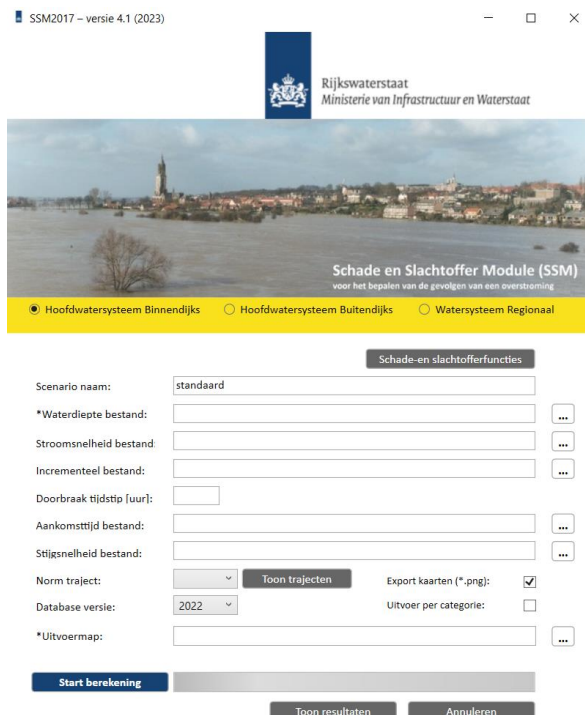 SSM2017 – versie 4.1 (2023)
Rijkswaterstaat
Ministerie van Infrastructuur en Waterstaat
Schade en Slachtoffer Module (SSM)
voor het bepalen van de gevolgen van een overstroming
Hoofdwatersysteem Binnendijks
Hoofdwatersysteem Buitendijks
Watersysteem Regionaal
Schade-en slachtofferfuncties
Scenario naam:
standaard
*Waterdiepte bestand:
...
Stroomsnelheid bestand:
...
Incrementeel bestand:
...
Doorbraak tijdstip [uur]:
Aankomsttijd bestand:
...
Stijgsnelheid bestand:
...
Norm traject:
Toon trajecten
Export kaarten (*.png):
Database versie:
2022
Uitvoer per categorie:
*Uitvoermap:
...
Start berekening
Toon resultaten
Annuleren